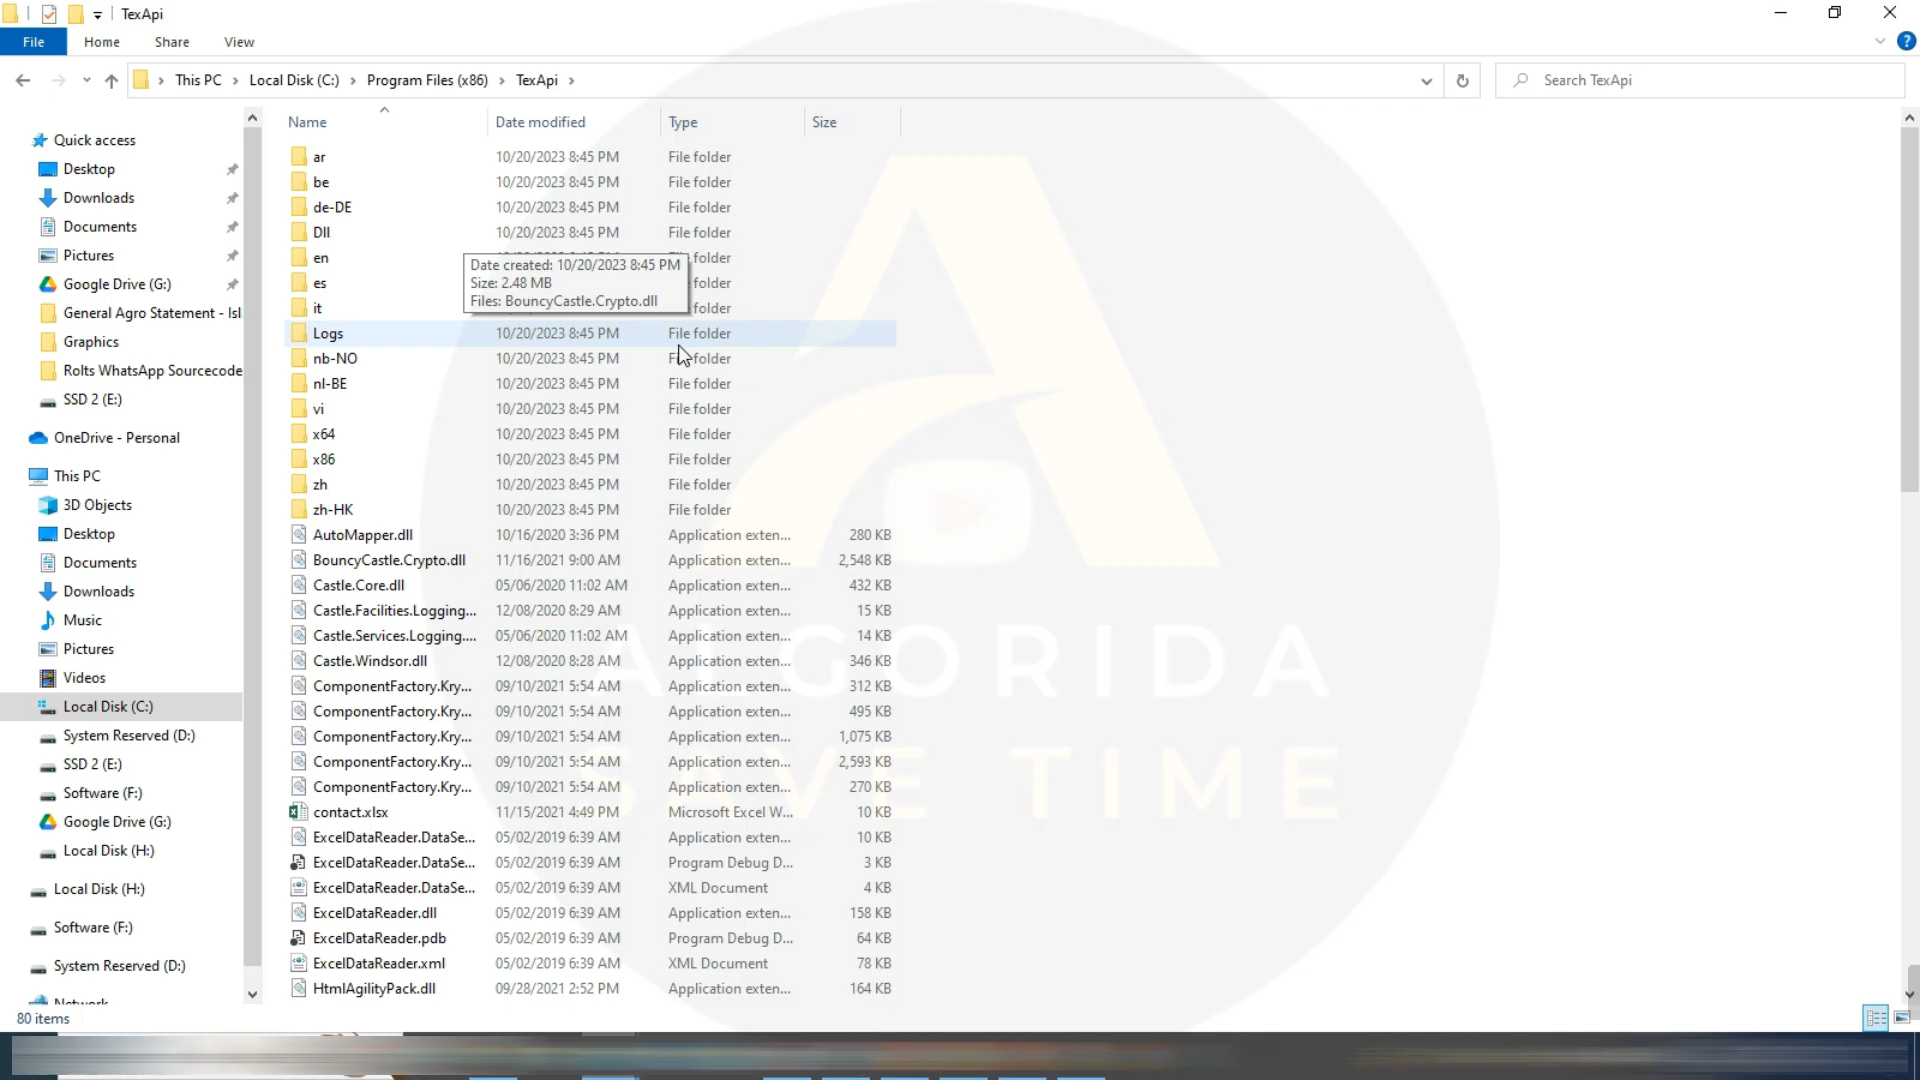 TexApi
File Home Share View
This PC Local Disk (C:) Program Files (x86) TexApi
Search TexApi
Quick access
Desktop
Downloads
Documents
Pictures
Google Drive (G:)
General Agro Statement - Isl
Graphics
Rolts WhatsApp Sourcecode
SSD 2 (E:)
OneDrive - Personal
This PC
3D Objects
Desktop
Documents
Downloads
Music
Pictures
Videos
Local Disk (C:)
System Reserved (D:)
SSD 2 (E:)
Software (F:)
Google Drive (G:)
Local Disk (H:)
Local Disk (H:)
Software (F:)
System Reserved (D:)
Network
80 items
Name Date modified Type Size
ar 10/20/2023 8:45 PM File folder
be 10/20/2023 8:45 PM File folder
de-DE 10/20/2023 8:45 PM File folder
Dll 10/20/2023 8:45 PM File folder
en folder
Date created: 10/20/2023 8:45 PM
Size: 2.48 MB
Files: BouncyCastle.Crypto.dll
es folder
it folder
Logs 10/20/2023 8:45 PM File folder
nb-NO 10/20/2023 8:45 PM File folder
nl-BE 10/20/2023 8:45 PM File folder
vi 10/20/2023 8:45 PM File folder
x64 10/20/2023 8:45 PM File folder
x86 10/20/2023 8:45 PM File folder
zh 10/20/2023 8:45 PM File folder
zh-HK 10/20/2023 8:45 PM File folder
AutoMapper.dll 10/16/2020 3:36 PM Application exten... 280 KB
BouncyCastle.Crypto.dll 11/16/2021 9:00 AM Application exten... 2,548 KB
Castle.Core.dll 05/06/2020 11:02 AM Application exten... 432 KB
Castle.Facilities.Logging... 12/08/2020 8:29 AM Application exten... 15 KB
Castle.Services.Logging.... 05/06/2020 11:02 AM Application exten... 14 KB
Castle.Windsor.dll 12/08/2020 8:28 AM Application exten... 346 KB
ComponentFactory.Kry... 09/10/2021 5:54 AM Application exten... 312 KB
ComponentFactory.Kry... 09/10/2021 5:54 AM Application exten... 495 KB
ComponentFactory.Kry... 09/10/2021 5:54 AM Application exten... 1,075 KB
ComponentFactory.Kry... 09/10/2021 5:54 AM Application exten... 2,593 KB
ComponentFactory.Kry... 09/10/2021 5:54 AM Application exten... 270 KB
contact.xlsx 11/15/2021 4:49 PM Microsoft Excel W... 10 KB
ExcelDataReader.DataSe... 05/02/2019 6:39 AM Application exten... 10 KB
ExcelDataReader.DataSe... 05/02/2019 6:39 AM Program Debug D... 3 KB
ExcelDataReader.DataSe... 05/02/2019 6:39 AM XML Document 4 KB
ExcelDataReader.dll 05/02/2019 6:39 AM Application exten... 158 KB
ExcelDataReader.pdb 05/02/2019 6:39 AM Program Debug D... 64 KB
ExcelDataReader.xml 05/02/2019 6:39 AM XML Document 78 KB
HtmlAgilityPack.dll 09/28/2021 2:52 PM Application exten... 164 KB
ALGORIDA
SAVE TIME